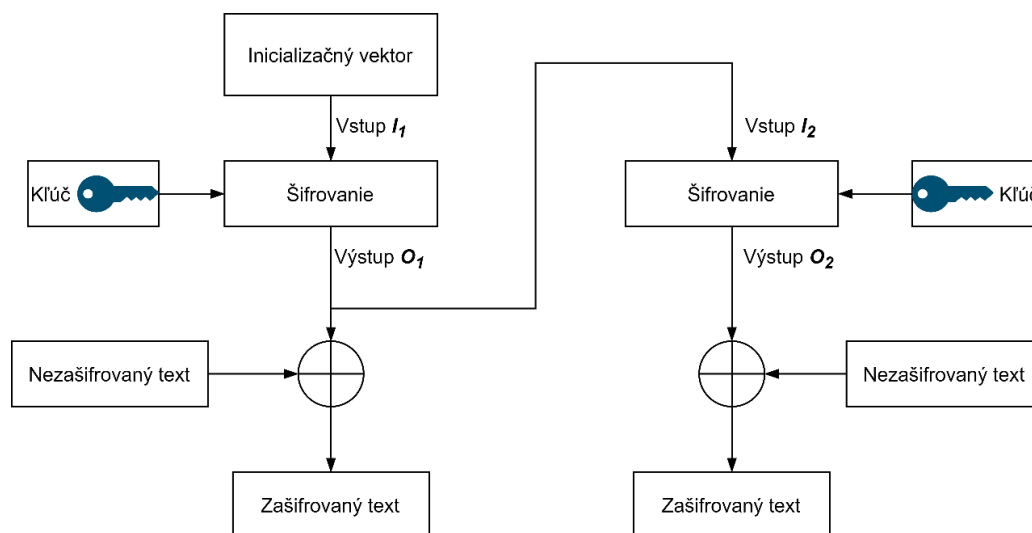 Inicializačný vektor
Vstup I1
Vstup I2
Kľúč
Šifrovanie
Šifrovanie
Kľúč
Výstup O1
Výstup O2
Nezašifrovaný text
Nezašifrovaný text
Zašifrovaný text
Zašifrovaný text